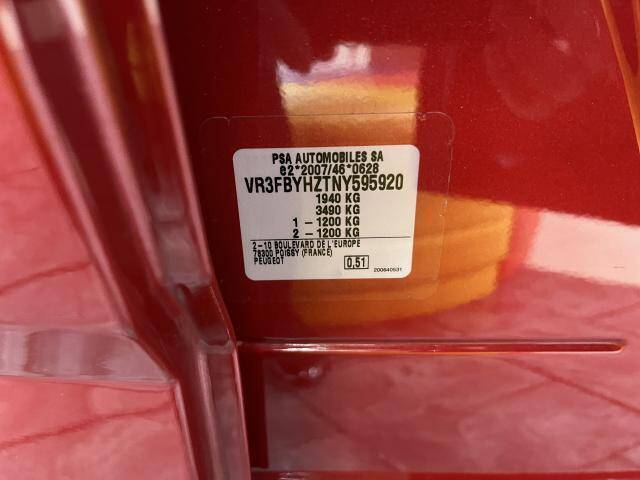 PSA AUTOMOBILES SA
e2*2007/46*0628
VR3FBYHZTNY595920
1940 KG
3490 KG
1 - 1200 KG
2 - 1200 KG
2-10 BOULEVARD DE L'EUROPE
78300 POISSY (FRANCE)
PEUGEOT
0,51
200640531